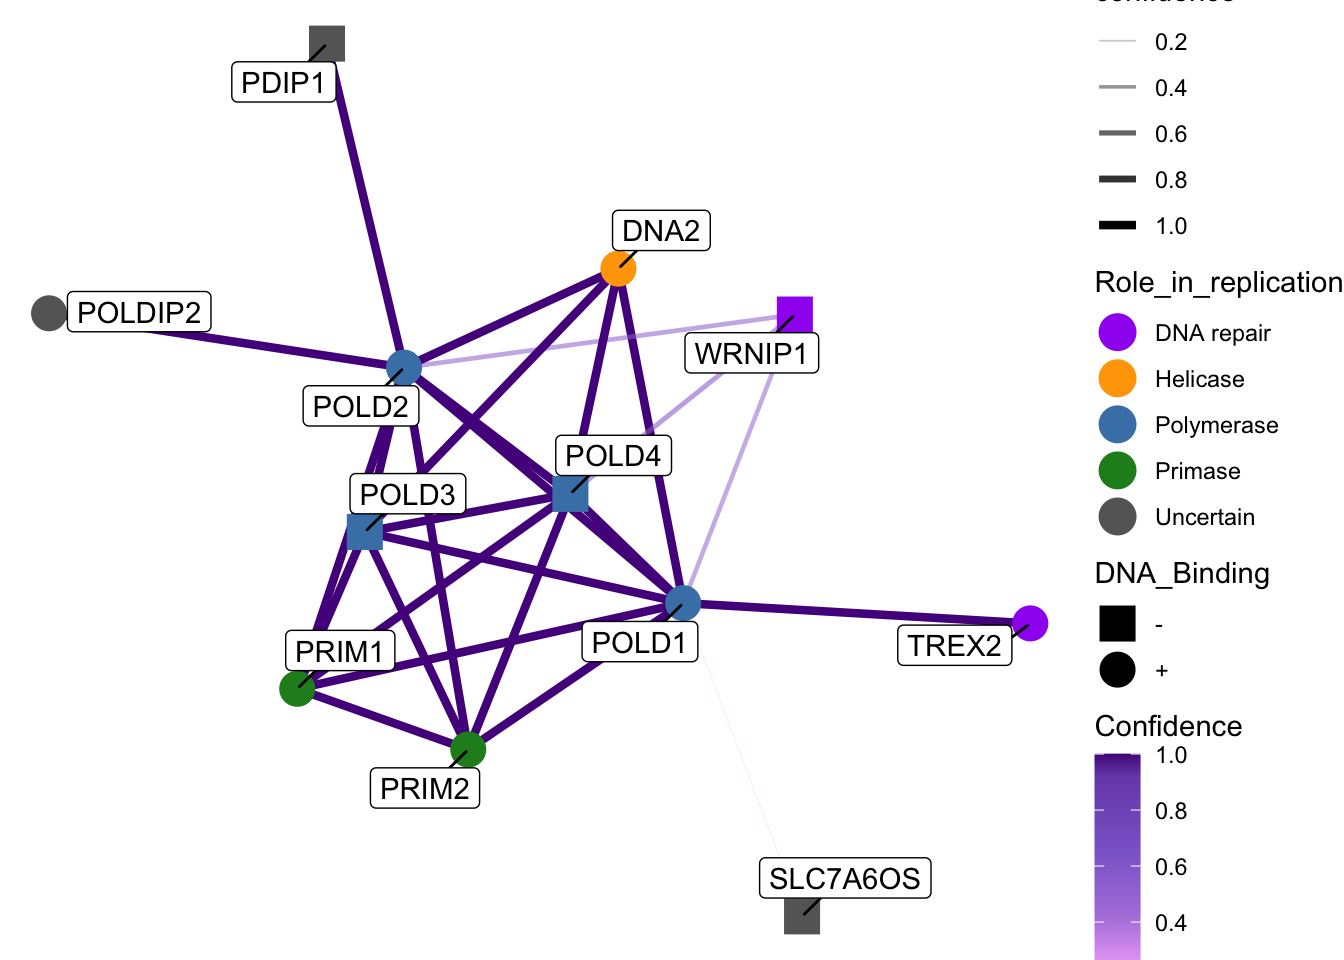 PDIP1
DNA2
POLDIP2
WRNIP1
POLD2
POLD4
POLD3
PRIM1
POLD1
TREX2
PRIM2
SLC7A6OS
confidence
0.2
0.4
0.6
0.8
1.0
Role_in_replication
DNA repair
Helicase
Polymerase
Primase
Uncertain
DNA_Binding
-
+
Confidence
1.0
0.8
0.6
0.4